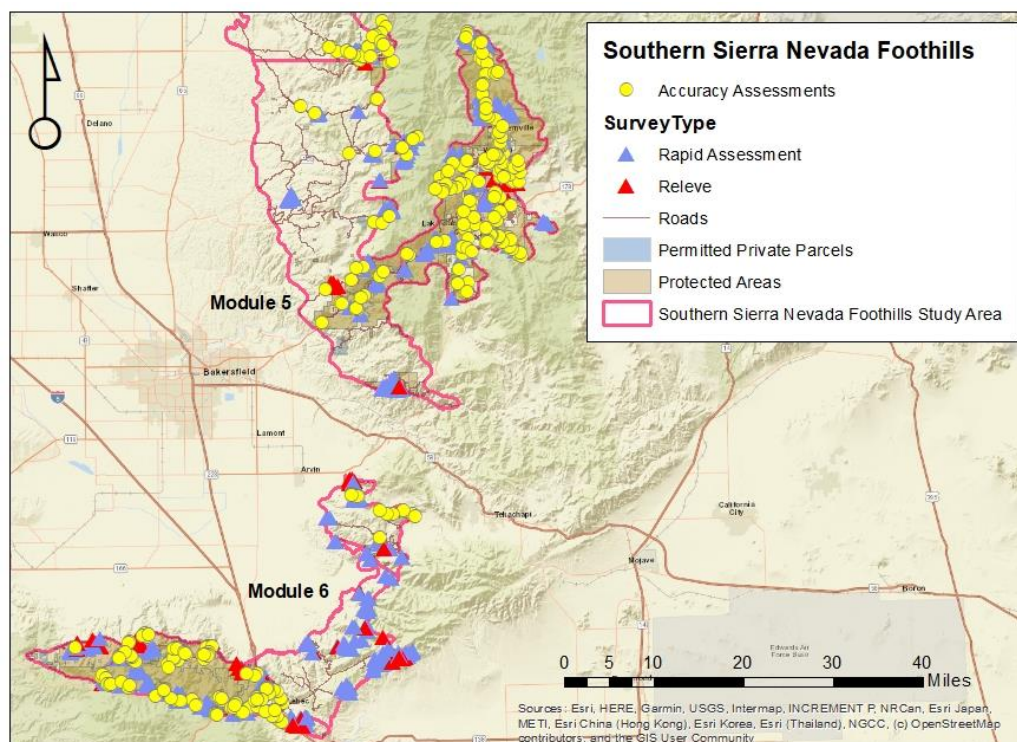 Southern Sierra Nevada Foothills
Accuracy Assessments
SurveyType
Rapid Assessment
Releve
Roads
Permitted Private Parcels
Protected Areas
Southern Sierra Nevada Foothills Study Area
Delano
Wasco
Shafter
Module 5
Bakersfield
Lamont
Arvin
Tehachapi
California
City
Mojave
Boron
Module 6
Edwards Air
Force Base
0 10 20 30 40
Miles
Sources: Esri, HERE, Garmin, USGS, Intermap, INCREMENT P, NRCan, Esri Japan,
METI, Esri China (Hong Kong), Esri Korea, Esri (Thailand), NGCC, (c) OpenStreetMap
contributors, and the GIS User Community